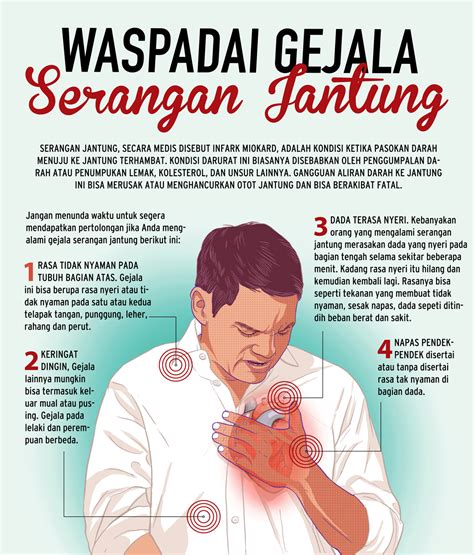 WASPADAI GEJALA
Serangan Jantung
SERANGAN JANTUNG, SECARA MEDIS DISEBUT INFARK MIOKARD, ADALAH KONDISI KETIKA PASOKAN DARAH
MENUJU KE JANTUNG TERHAMBAT. KONDISI DARURAT INI BIASANYA DISEBABKAN OLEH PENGGUMPALAN DA-
RAH ATAU PENUMPUKAN LEMAK, KOLESTEROL, DAN UNSUR LAINNYA. GANGGUAN ALIRAN DARAH KE JANTUNG
INI BISA MERUSAK ATAU MENGHANCURKAN OTOT JANTUNG DAN BISA BERAKIBAT FATAL.
Jangan menunda waktu untuk segera
mendapatkan pertolongan jika Anda meng-
alami gejala serangan jantung berikut ini:
1 RASA TIDAK NYAMAN PADA
TUBUH BAGIAN ATAS. Gejala
ini bisa berupa rasa nyeri atau ti-
dak nyaman pada satu atau kedua
telapak tangan, punggung, leher,
rahang dan perut.
2 KERINGAT
DINGIN, Gejala
lainnya mungkin
bisa termasuk ke-
luar mual atau pus-
ing. Gejala pada
lelaki dan perem-
puan berbeda.
3 DADA TERASA NYERI. Kebanyakan
orang yang mengalami serangan
jantung merasakan dada yang nyeri pada
bagian tengah selama sekitar beberapa
menit. Kadang rasa nyeri itu hilang dan
kemudian kembali lagi. Rasanya bisa
seperti tekanan yang membuat tidak
nyaman, sesak napas, dada sepeti ditin-
dih beban berat dan sakit.
4 NAPAS PENDEK-
PENDEK disertai
atau tanpa disertai
rasa tak nyaman di
bagian dada.